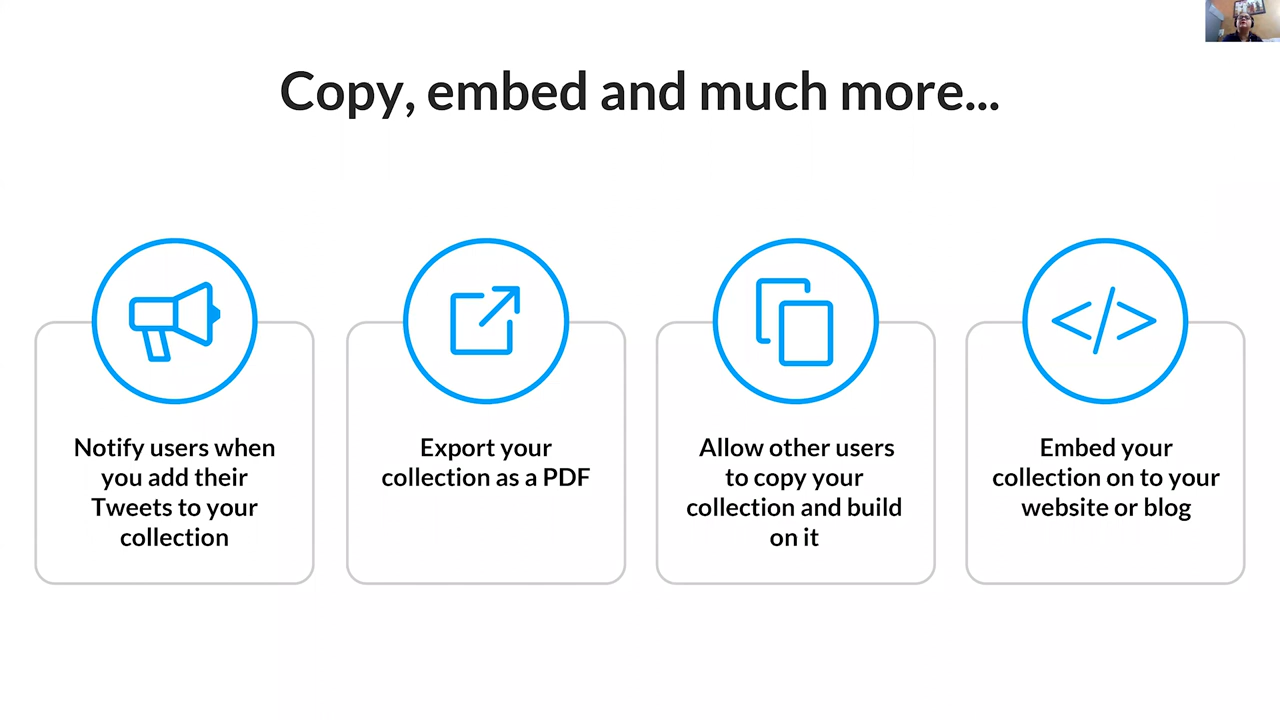 Copy, embed and much more...
Notify users when
you add their
Tweets to your
collection
Export your
collection as a PDF
Allow other users
to copy your
collection and build
on it
Embed your
collection on to your
website or blog